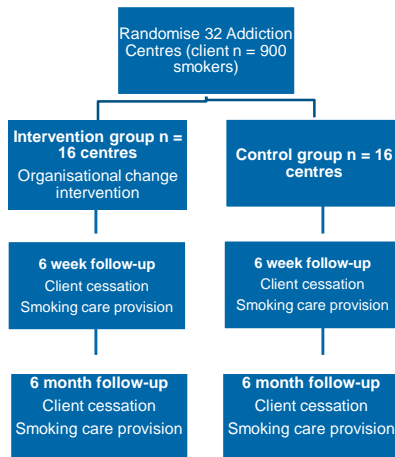 Randomise 32 Addiction
Centres (client n = 900
smokers)
Intervention group n =
16 centres
Organisational change
intervention
Control group n = 16
centres
6 week follow-up
Client cessation
Smoking care provision
6 week follow-up
Client cessation
Smoking care provision
6 month follow-up
Client cessation
Smoking care provision
6 month follow-up
Client cessation
Smoking care provision